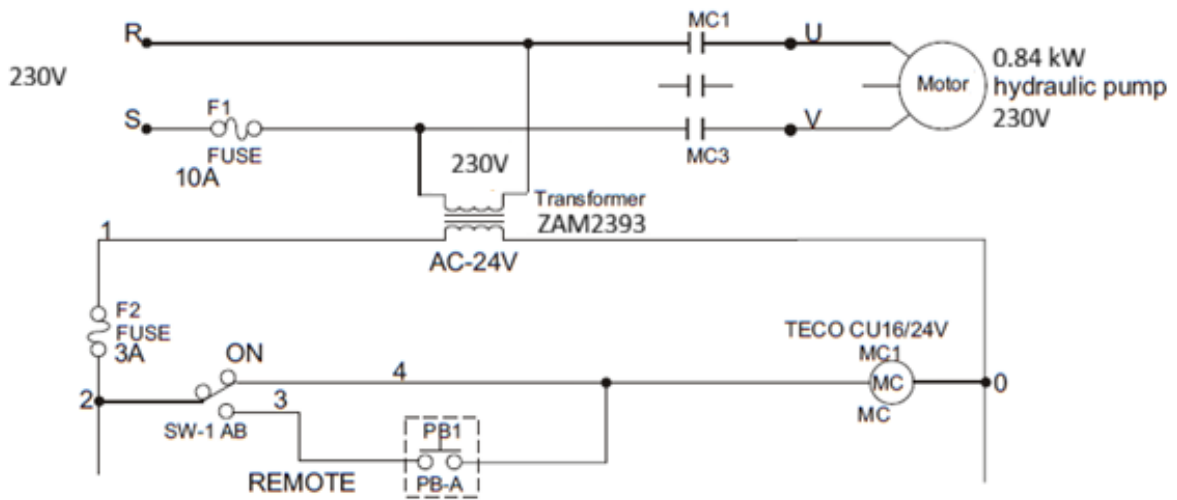 MC1
R
U
230V
0.84 kW
Motor
hydraulic pump
230V
F1
S
V
FUSE
MC3
10A
230V
Transformer
ZAM2393
1
AC-24V
F2
FUSE
3A
TECO CU16/24V
MC1
ON
4
MC
0
2
3
SW-1 AB
PB1
MC
REMOTE
PB-A